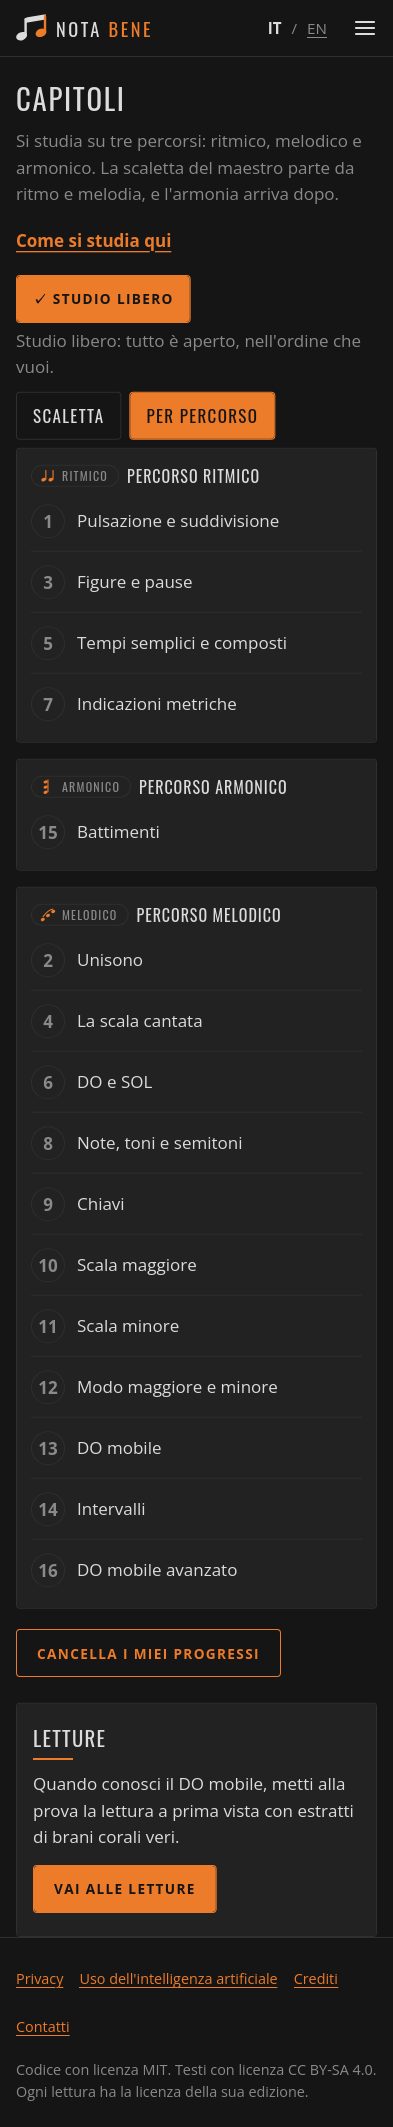 NOTA BENE
IT / EN
CAPITOLI
Si studia su tre percorsi: ritmico, melodico e
armonico. La scaletta del maestro parte da
ritmo e melodia, e l'armonia arriva dopo.
Come si studia qui
✓ STUDIO LIBERO
Studio libero: tutto è aperto, nell'ordine che
vuoi.
SCALETTA
PER PERCORSO
RITMICO PERCORSO RITMICO
1 Pulsazione e suddivisione
3 Figure e pause
5 Tempi semplici e composti
7 Indicazioni metriche
ARMONICO PERCORSO ARMONICO
15 Battimenti
MELODICO PERCORSO MELODICO
2 Unisono
4 La scala cantata
6 DO e SOL
8 Note, toni e semitoni
9 Chiavi
10 Scala maggiore
11 Scala minore
12 Modo maggiore e minore
13 DO mobile
14 Intervalli
16 DO mobile avanzato
CANCELLA I MIEI PROGRESSI
LETTURE
Quando conosci il DO mobile, metti alla
prova la lettura a prima vista con estratti
di brani corali veri.
VAI ALLE LETTURE
Privacy Uso dell'intelligenza artificiale Crediti
Contatti
Codice con licenza MIT. Testi con licenza CC BY-SA 4.0.
Ogni lettura ha la licenza della sua edizione.